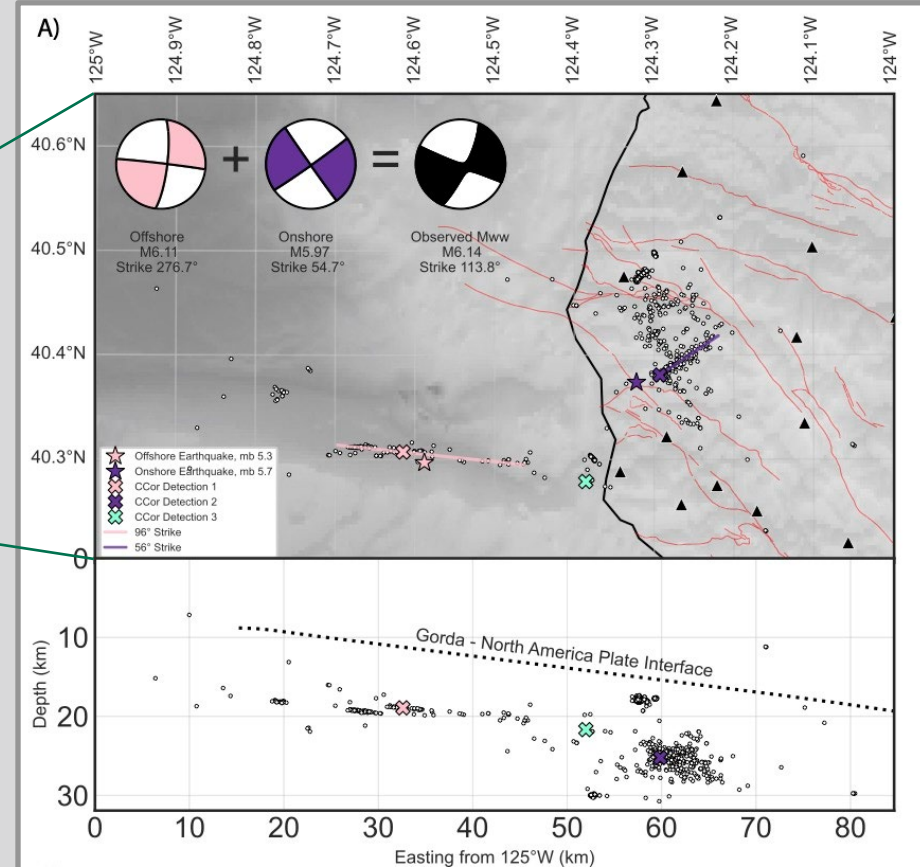 A)
125°W
124.9°W
124.8°W
124.7°W
124.6°W
124.5°W
124.4°W
124.3°W
124.2°W
124.1°W
124°W
40.6°N
40.5°N
40.4°N
40.3°N
+
=
Offshore
M6.11
Strike 276.7°
Onshore
M5.97
Strike 54.7°
Observed Mww
M6.14
Strike 113.8°
Offshore Earthquake, mb 5.3
Onshore Earthquake, mb 5.7
CCor Detection 1
CCor Detection 2
CCor Detection 3
96° Strike
56° Strike
0
10
20
30
Depth (km)
Gorda - North America Plate Interface
0 10 20 30 40 50 60 70 80
Easting from 125°W (km)